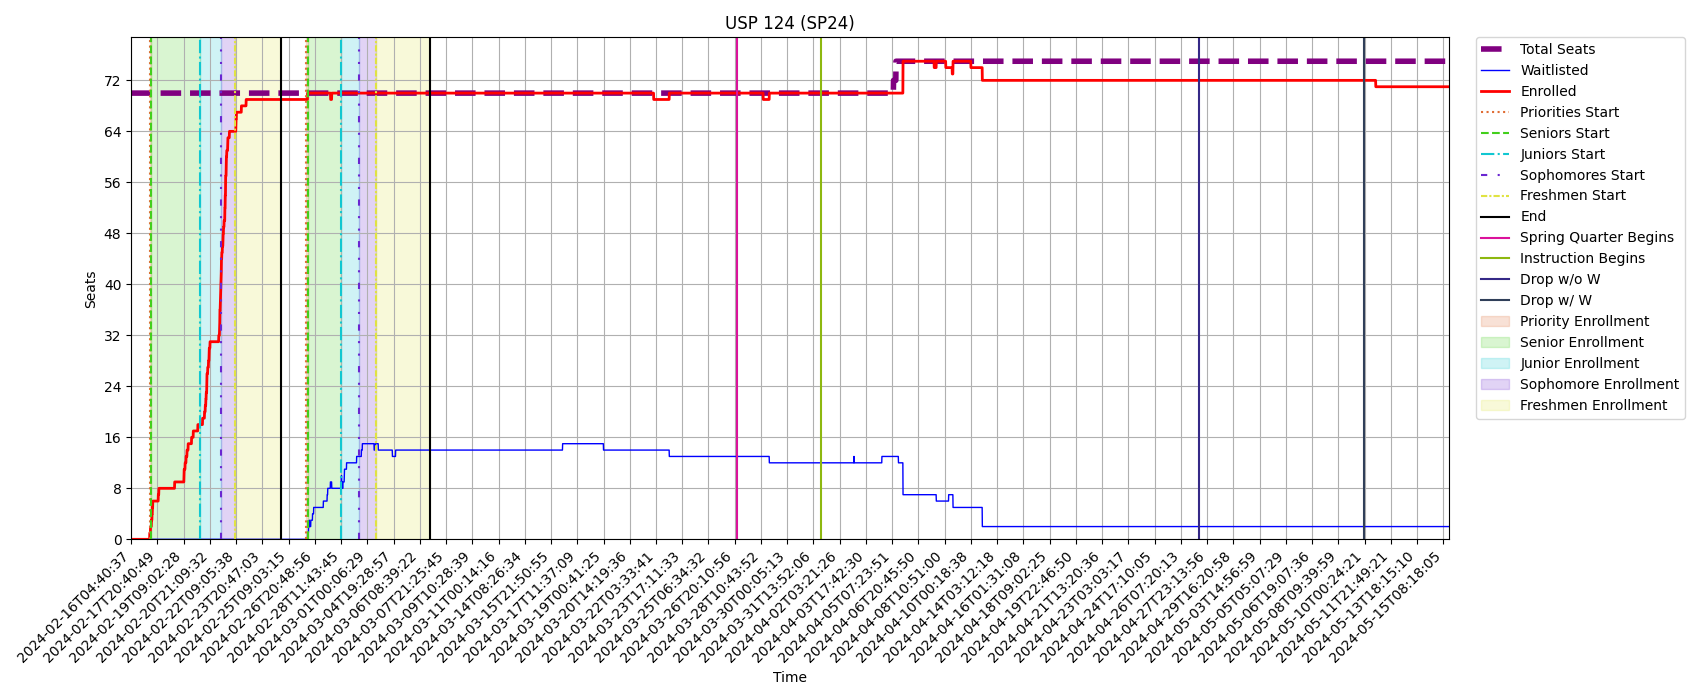 USP 124 (SP24)
Seats
72
64
56
48
40
32
24
16
8
0
2024-02-16T04:40:37
2024-02-17T20:40:49
2024-02-19T09:02:28
2024-02-20T21:09:32
2024-02-22T09:05:38
2024-02-23T20:47:03
2024-02-25T09:03:15
2024-02-26T20:48:56
2024-02-28T11:43:45
2024-03-01T00:06:29
2024-03-04T19:28:57
2024-03-06T08:39:22
2024-03-07T21:25:45
2024-03-09T10:28:39
2024-03-11T00:14:16
2024-03-14T08:26:34
2024-03-15T21:50:55
2024-03-17T11:37:09
2024-03-19T00:41:25
2024-03-20T14:19:36
2024-03-22T03:33:41
2024-03-23T17:11:33
2024-03-25T06:34:32
2024-03-26T20:10:56
2024-03-28T10:43:52
2024-03-30T00:05:13
2024-03-31T13:52:06
2024-04-02T03:21:26
2024-04-03T17:42:30
2024-04-05T07:23:51
2024-04-06T20:45:50
2024-04-08T10:51:00
2024-04-10T00:18:38
2024-04-14T03:12:18
2024-04-16T01:31:08
2024-04-18T09:02:25
2024-04-19T22:46:50
2024-04-21T13:20:36
2024-04-23T03:03:17
2024-04-24T17:10:05
2024-04-26T07:20:13
2024-04-27T23:13:56
2024-04-29T16:20:58
2024-05-03T14:56:59
2024-05-05T05:07:29
2024-05-06T19:07:36
2024-05-08T09:39:59
2024-05-10T00:24:21
2024-05-11T21:49:21
2024-05-13T18:15:10
2024-05-15T08:18:05
Time
Total Seats
Waitlisted
Enrolled
Priorities Start
Seniors Start
Juniors Start
Sophomores Start
Freshmen Start
End
Spring Quarter Begins
Instruction Begins
Drop w/o W
Drop w/ W
Priority Enrollment
Senior Enrollment
Junior Enrollment
Sophomore Enrollment
Freshmen Enrollment